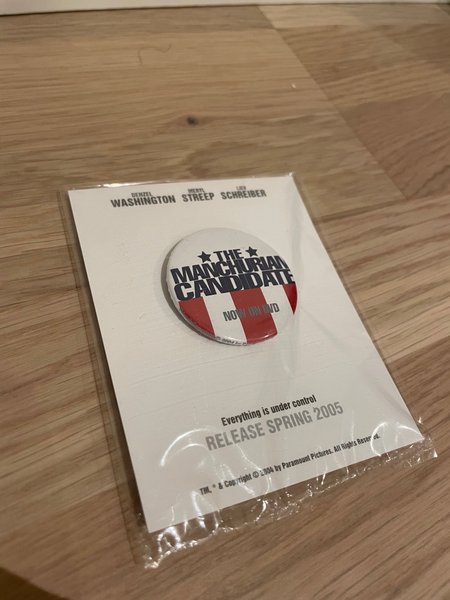 DENZEL MERYL LIEV
WASHINGTON STREEP SCHREIBER
THE
MANCHURIAN
CANDIDATE
NOW ON DVD
Everything is under control
RELEASE SPRING 2005
TM, ® & Copyright © 2004 by Paramount Pictures. All Rights Reserved.